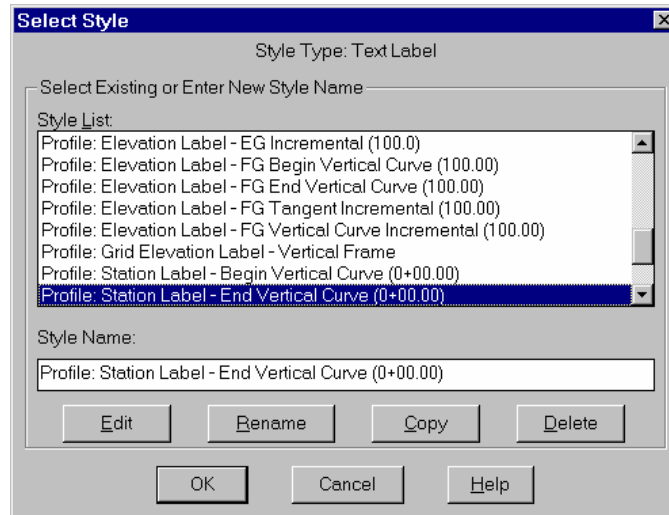 Select Style
Style Type: Text Label
Select Existing or Enter New Style Name
Style List:
Profile: Elevation Label - EG Incremental (100.0)
Profile: Elevation Label - FG Begin Vertical Curve (100.00)
Profile: Elevation Label - FG End Vertical Curve (100.00)
Profile: Elevation Label - FG Tangent Incremental (100.00)
Profile: Elevation Label - FG Vertical Curve Incremental (100.00)
Profile: Grid Elevation Label - Vertical Frame
Profile: Station Label - Begin Vertical Curve (0+00.00)
Profile: Station Label - End Vertical Curve (0+00.00)
Style Name:
Profile: Station Label - End Vertical Curve (0+00.00)
Edit Rename Copy Delete
OK Cancel Help